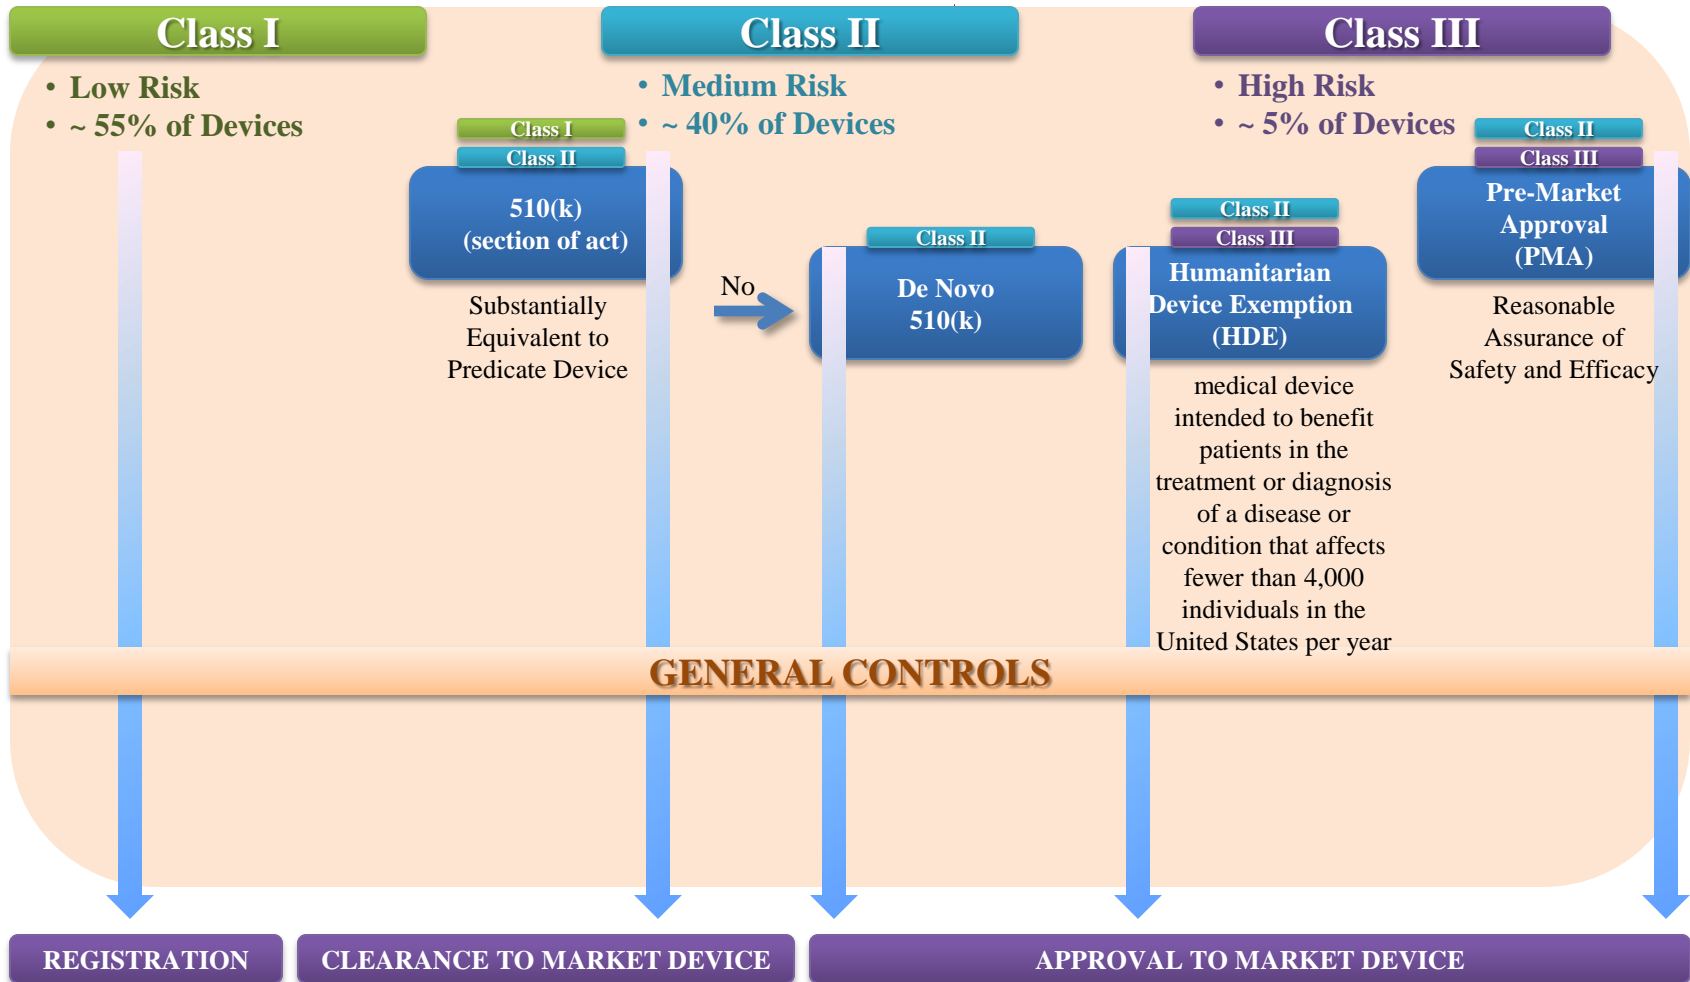 Class I
• Low Risk
• ~ 55% of Devices
Class II
• Medium Risk
• ~ 40% of Devices
Class III
• High Risk
• ~ 5% of Devices
Class I
Class II
510(k)
(section of act)
Substantially
Equivalent to
Predicate Device
No
Class II
De Novo
510(k)
Class II
Class III
Humanitarian
Device Exemption
(HDE)
medical device
intended to benefit
patients in the
treatment or diagnosis
of a disease or
condition that affects
fewer than 4,000
individuals in the
United States per year
Class II
Class III
Pre-Market
Approval
(PMA)
Reasonable
Assurance of
Safety and Efficacy
GENERAL CONTROLS
REGISTRATION
CLEARANCE TO MARKET DEVICE
APPROVAL TO MARKET DEVICE